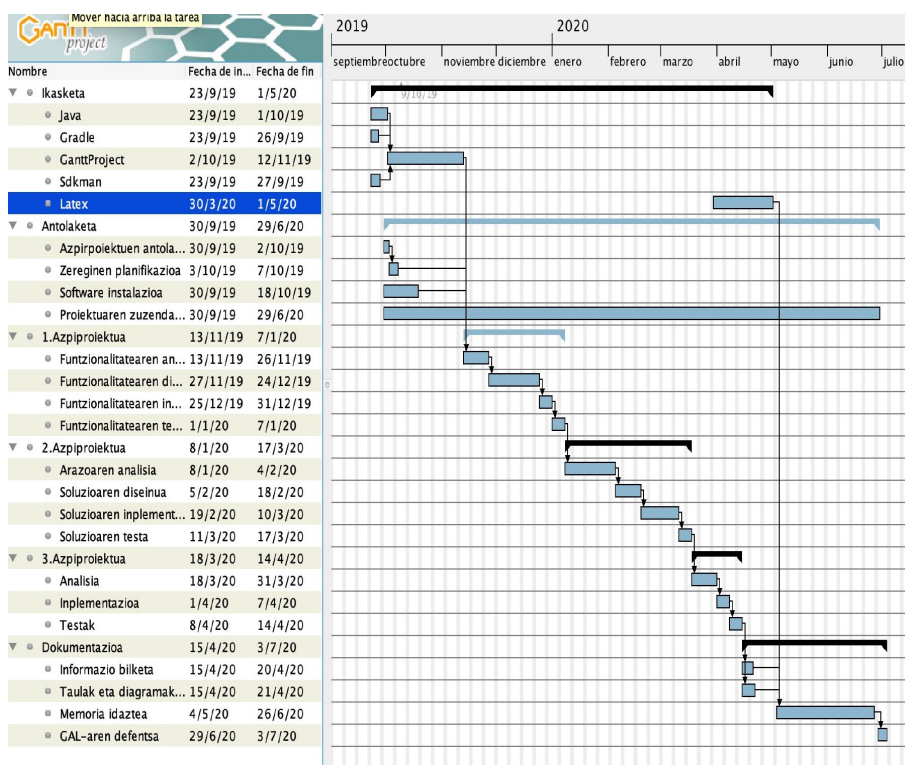 Mover hacia arriba la tarea
GANTT
project
2019 2020
septiembre octubre noviembre diciembre enero febrero marzo abril mayo junio julio
Nombre Fecha de in... Fecha de fin
9/10/19
Ikasketa 23/9/19 1/5/20
Java 23/9/19 1/10/19
Gradle 23/9/19 26/9/19
GanttProject 2/10/19 12/11/19
Sdkman 23/9/19 27/9/19
Latex 30/3/20 1/5/20
Antolaketa 30/9/19 29/6/20
Azpirpoiektuen antola... 30/9/19 2/10/19
Zereginen planifikazioa 3/10/19 7/10/19
Software instalazioa 30/9/19 18/10/19
Proiektuaren zuzenda... 30/9/19 29/6/20
1.Azpiproiektua 13/11/19 7/1/20
Funtzionalitatearen an... 13/11/19 26/11/19
Funtzionalitatearen di... 27/11/19 24/12/19
Funtzionalitatearen in... 25/12/19 31/12/19
Funtzionalitatearen te... 1/1/20 7/1/20
2.Azpiroiektua 8/1/20 17/3/20
Arazoaren analisia 8/1/20 4/2/20
Soluzioaren diseinua 5/2/20 18/2/20
Soluzioaren inplement... 19/2/20 10/3/20
Soluzioaren testa 11/3/20 17/3/20
3.Azpiproiektua 18/3/20 14/4/20
Analisia 18/3/20 31/3/20
Inplementazioa 1/4/20 7/4/20
Testak 8/4/20 14/4/20
Dokumentazioa 15/4/20 3/7/20
Informazio bilketa 15/4/20 20/4/20
Taulak eta diagramak... 15/4/20 21/4/20
Memoria idaztea 4/5/20 26/6/20
GAL-aren defentsa 29/6/20 3/7/20